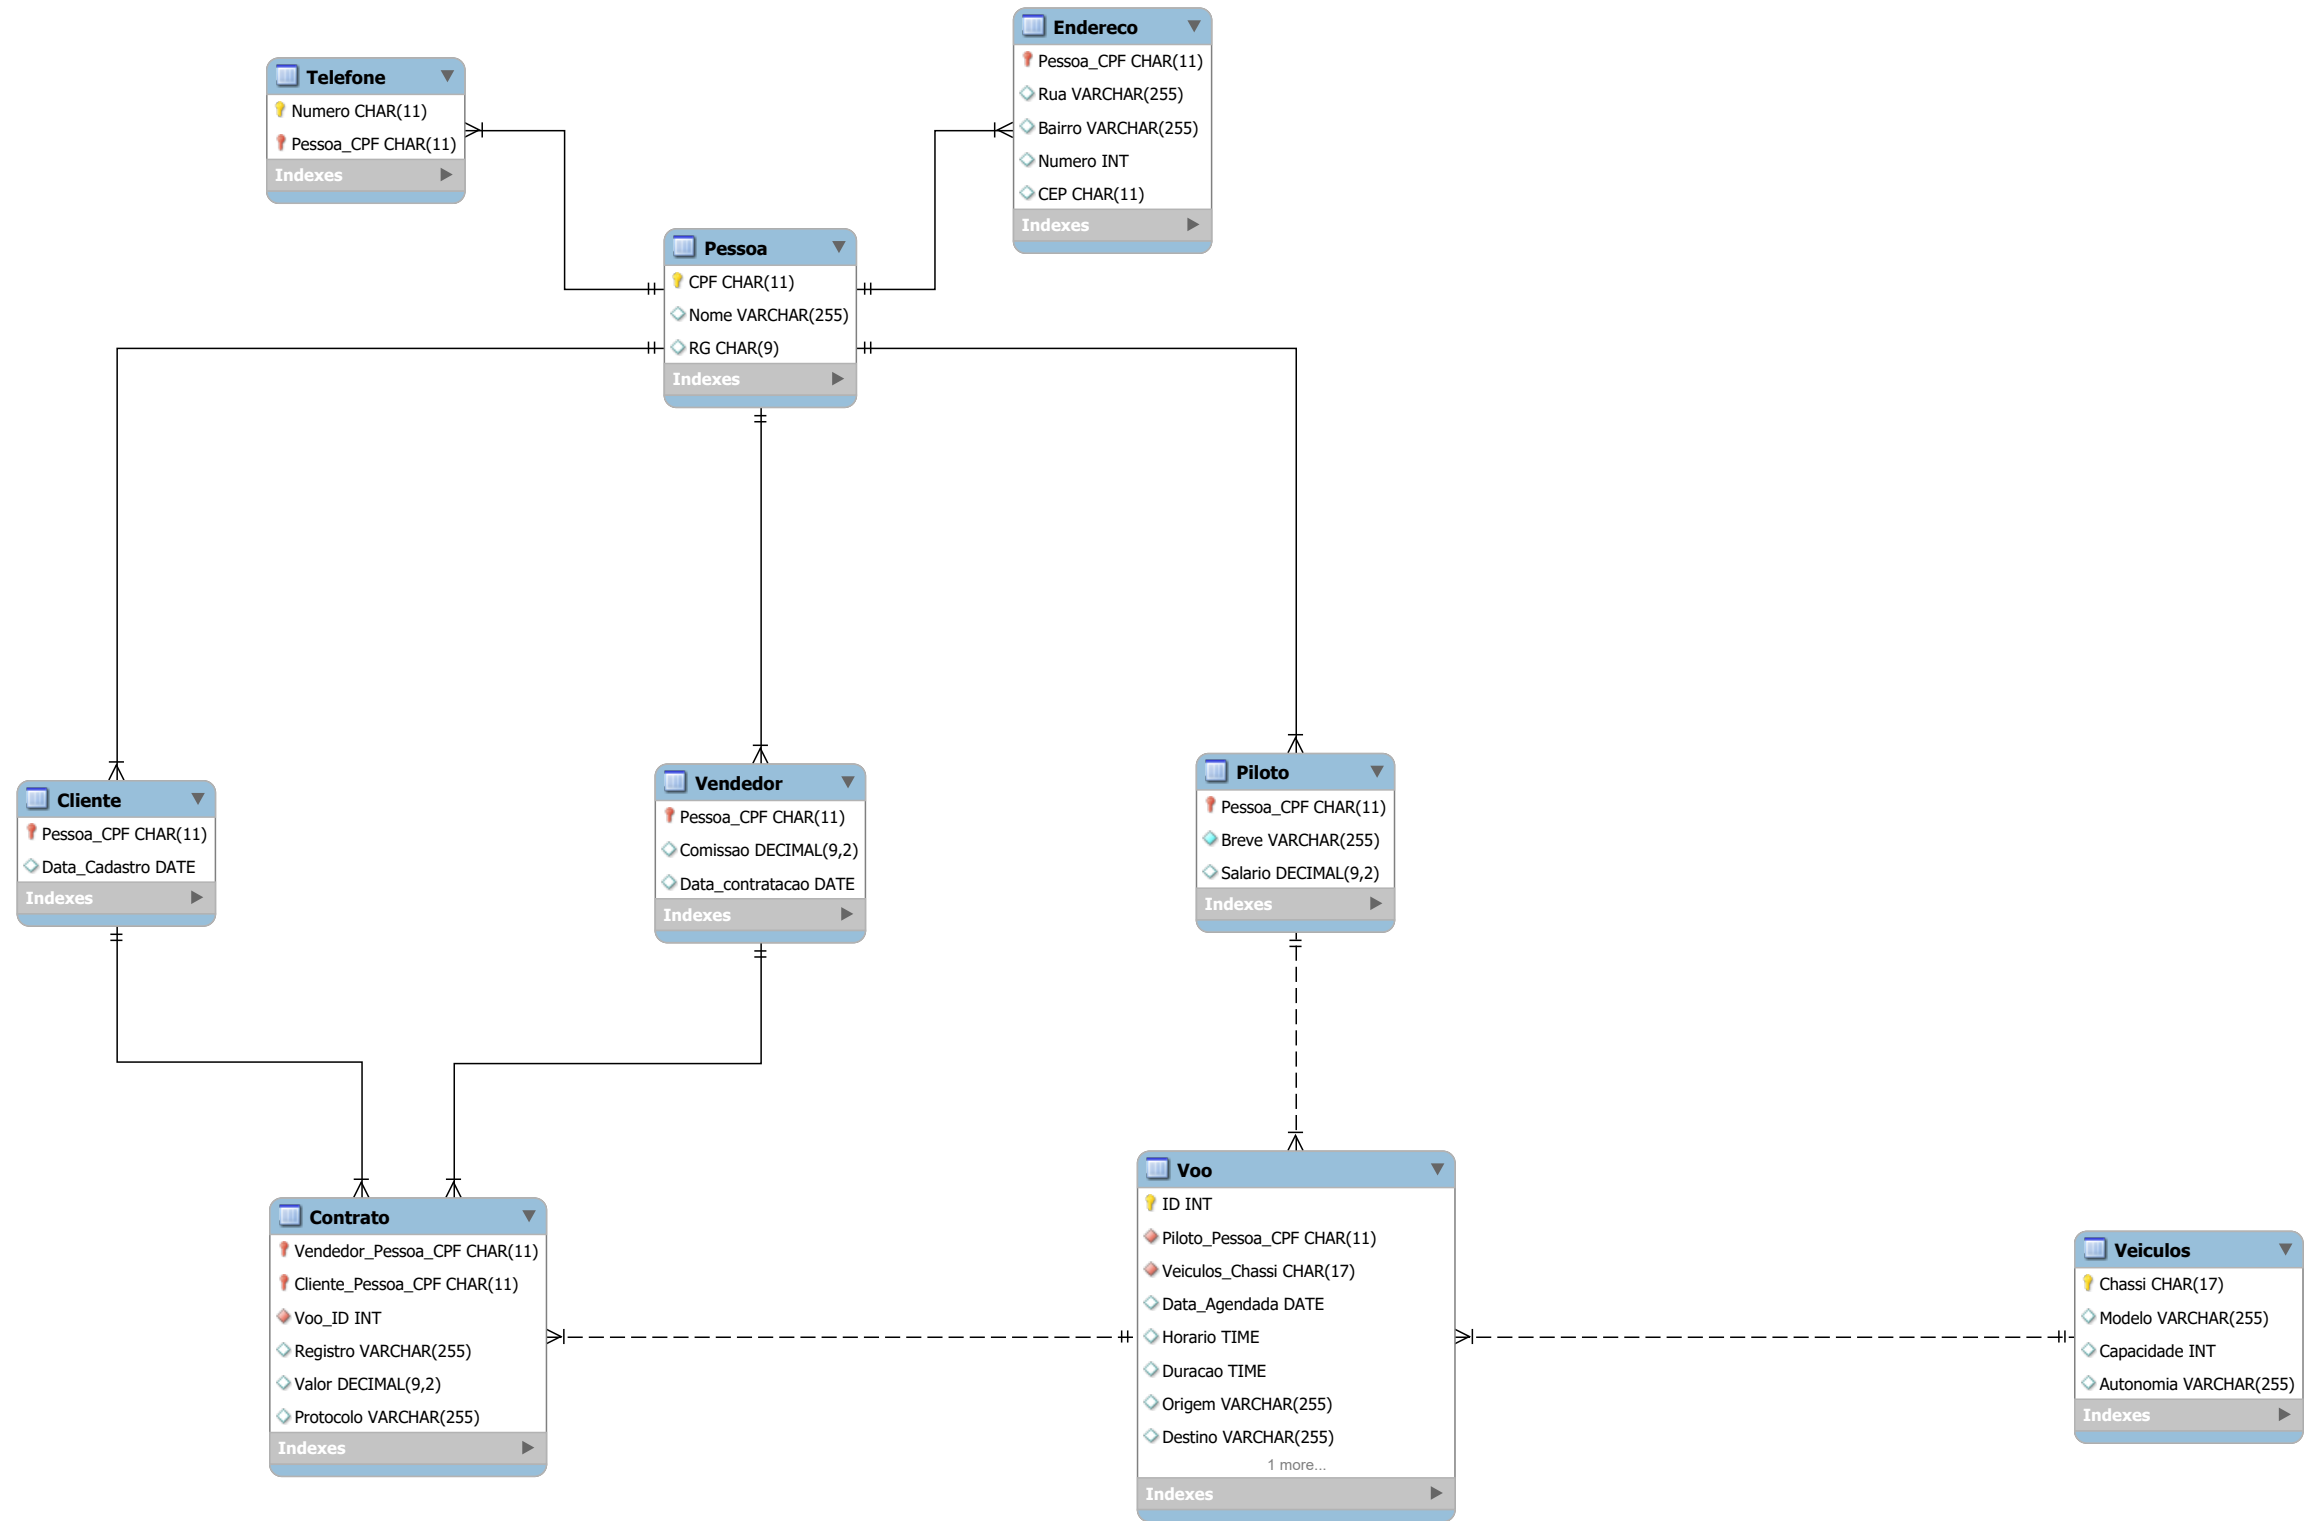 Endereco
Pessoa_CPF CHAR(11)
Rua VARCHAR(255)
Bairro VARCHAR(255)
Numero INT
CEP CHAR(11)
Indexes
Telefone
Numero CHAR(11)
Pessoa_CPF CHAR(11)
Indexes
Pessoa
CPF CHAR(11)
Nome VARCHAR(255)
RG CHAR(9)
Indexes
Cliente
Pessoa_CPF CHAR(11)
Data_Cadastro DATE
Indexes
Vendedor
Pessoa_CPF CHAR(11)
Comissao DECIMAL(9,2)
Data_contratacao DATE
Indexes
Piloto
Pessoa_CPF CHAR(11)
Breve VARCHAR(255)
Salario DECIMAL(9,2)
Indexes
Contrato
Vendedor_Pessoa_CPF CHAR(11)
Cliente_Pessoa_CPF CHAR(11)
Voo_ID INT
Registro VARCHAR(255)
Valor DECIMAL(9,2)
Protocolo VARCHAR(255)
Indexes
Voo
ID INT
Piloto_Pessoa_CPF CHAR(11)
Veiculos_Chassi CHAR(17)
Data_Agendada DATE
Horario TIME
Duracao TIME
Origem VARCHAR(255)
Destino VARCHAR(255)
1 more...
Indexes
Veiculos
Chassi CHAR(17)
Modelo VARCHAR(255)
Capacidade INT
Autonomia VARCHAR(255)
Indexes